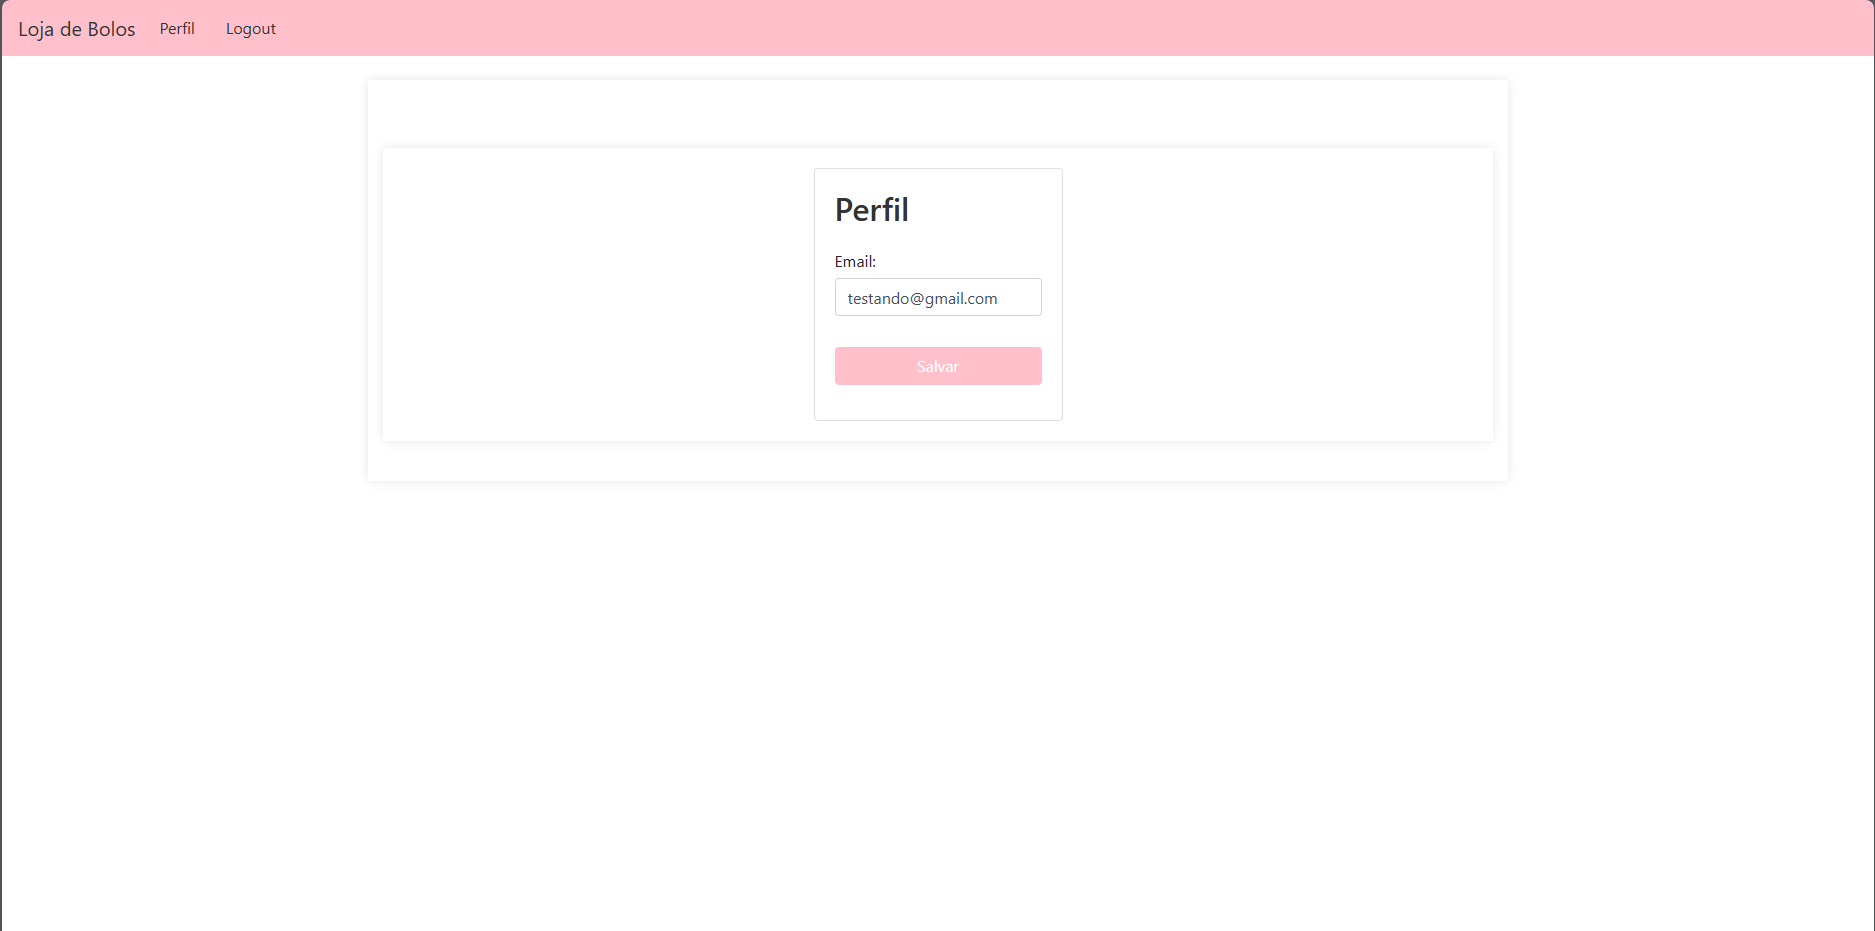 Loja de Bolos Perfil Logout
Perfil
Email:
testando@gmail.com
Salvar